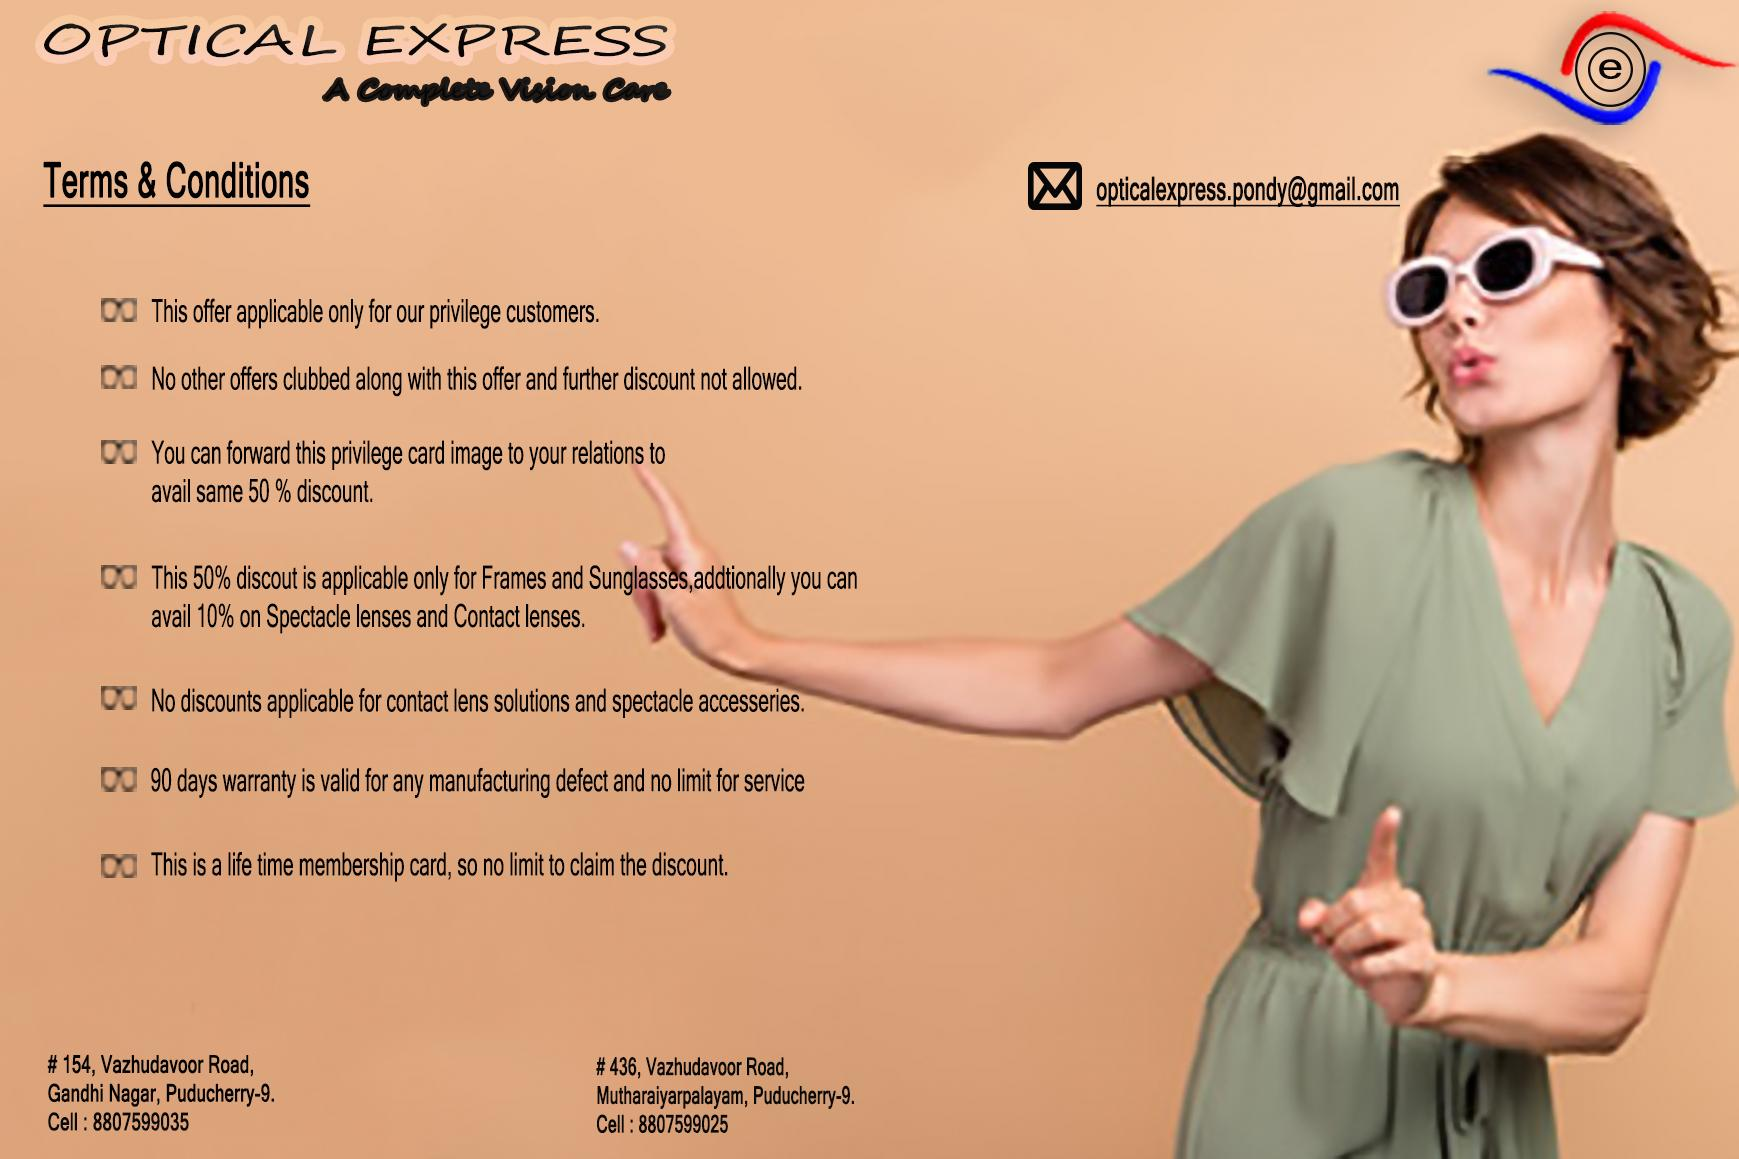 OPTICAL EXPRESS
A Complete Vision Care
e
Terms & Conditions
opticalexpress.pondy@gmail.com
This offer applicable only for our privilege customers.
No other offers clubbed along with this offer and further discount not allowed.
You can forward this privilege card image to your relations to
avail same 50 % discount.
This 50% discout is applicable only for Frames and Sunglasses,addtionally you can
avail 10% on Spectacle lenses and Contact lenses.
No discounts applicable for contact lens solutions and spectacle accesseries.
90 days warranty is valid for any manufacturing defect and no limit for service
This is a life time membership card, so no limit to claim the discount.
# 154, Vazhudavoor Road,
Gandhi Nagar, Puducherry-9.
Cell : 8807599035
# 436, Vazhudavoor Road,
Mutharaiyarpalayam, Puducherry-9.
Cell : 8807599025